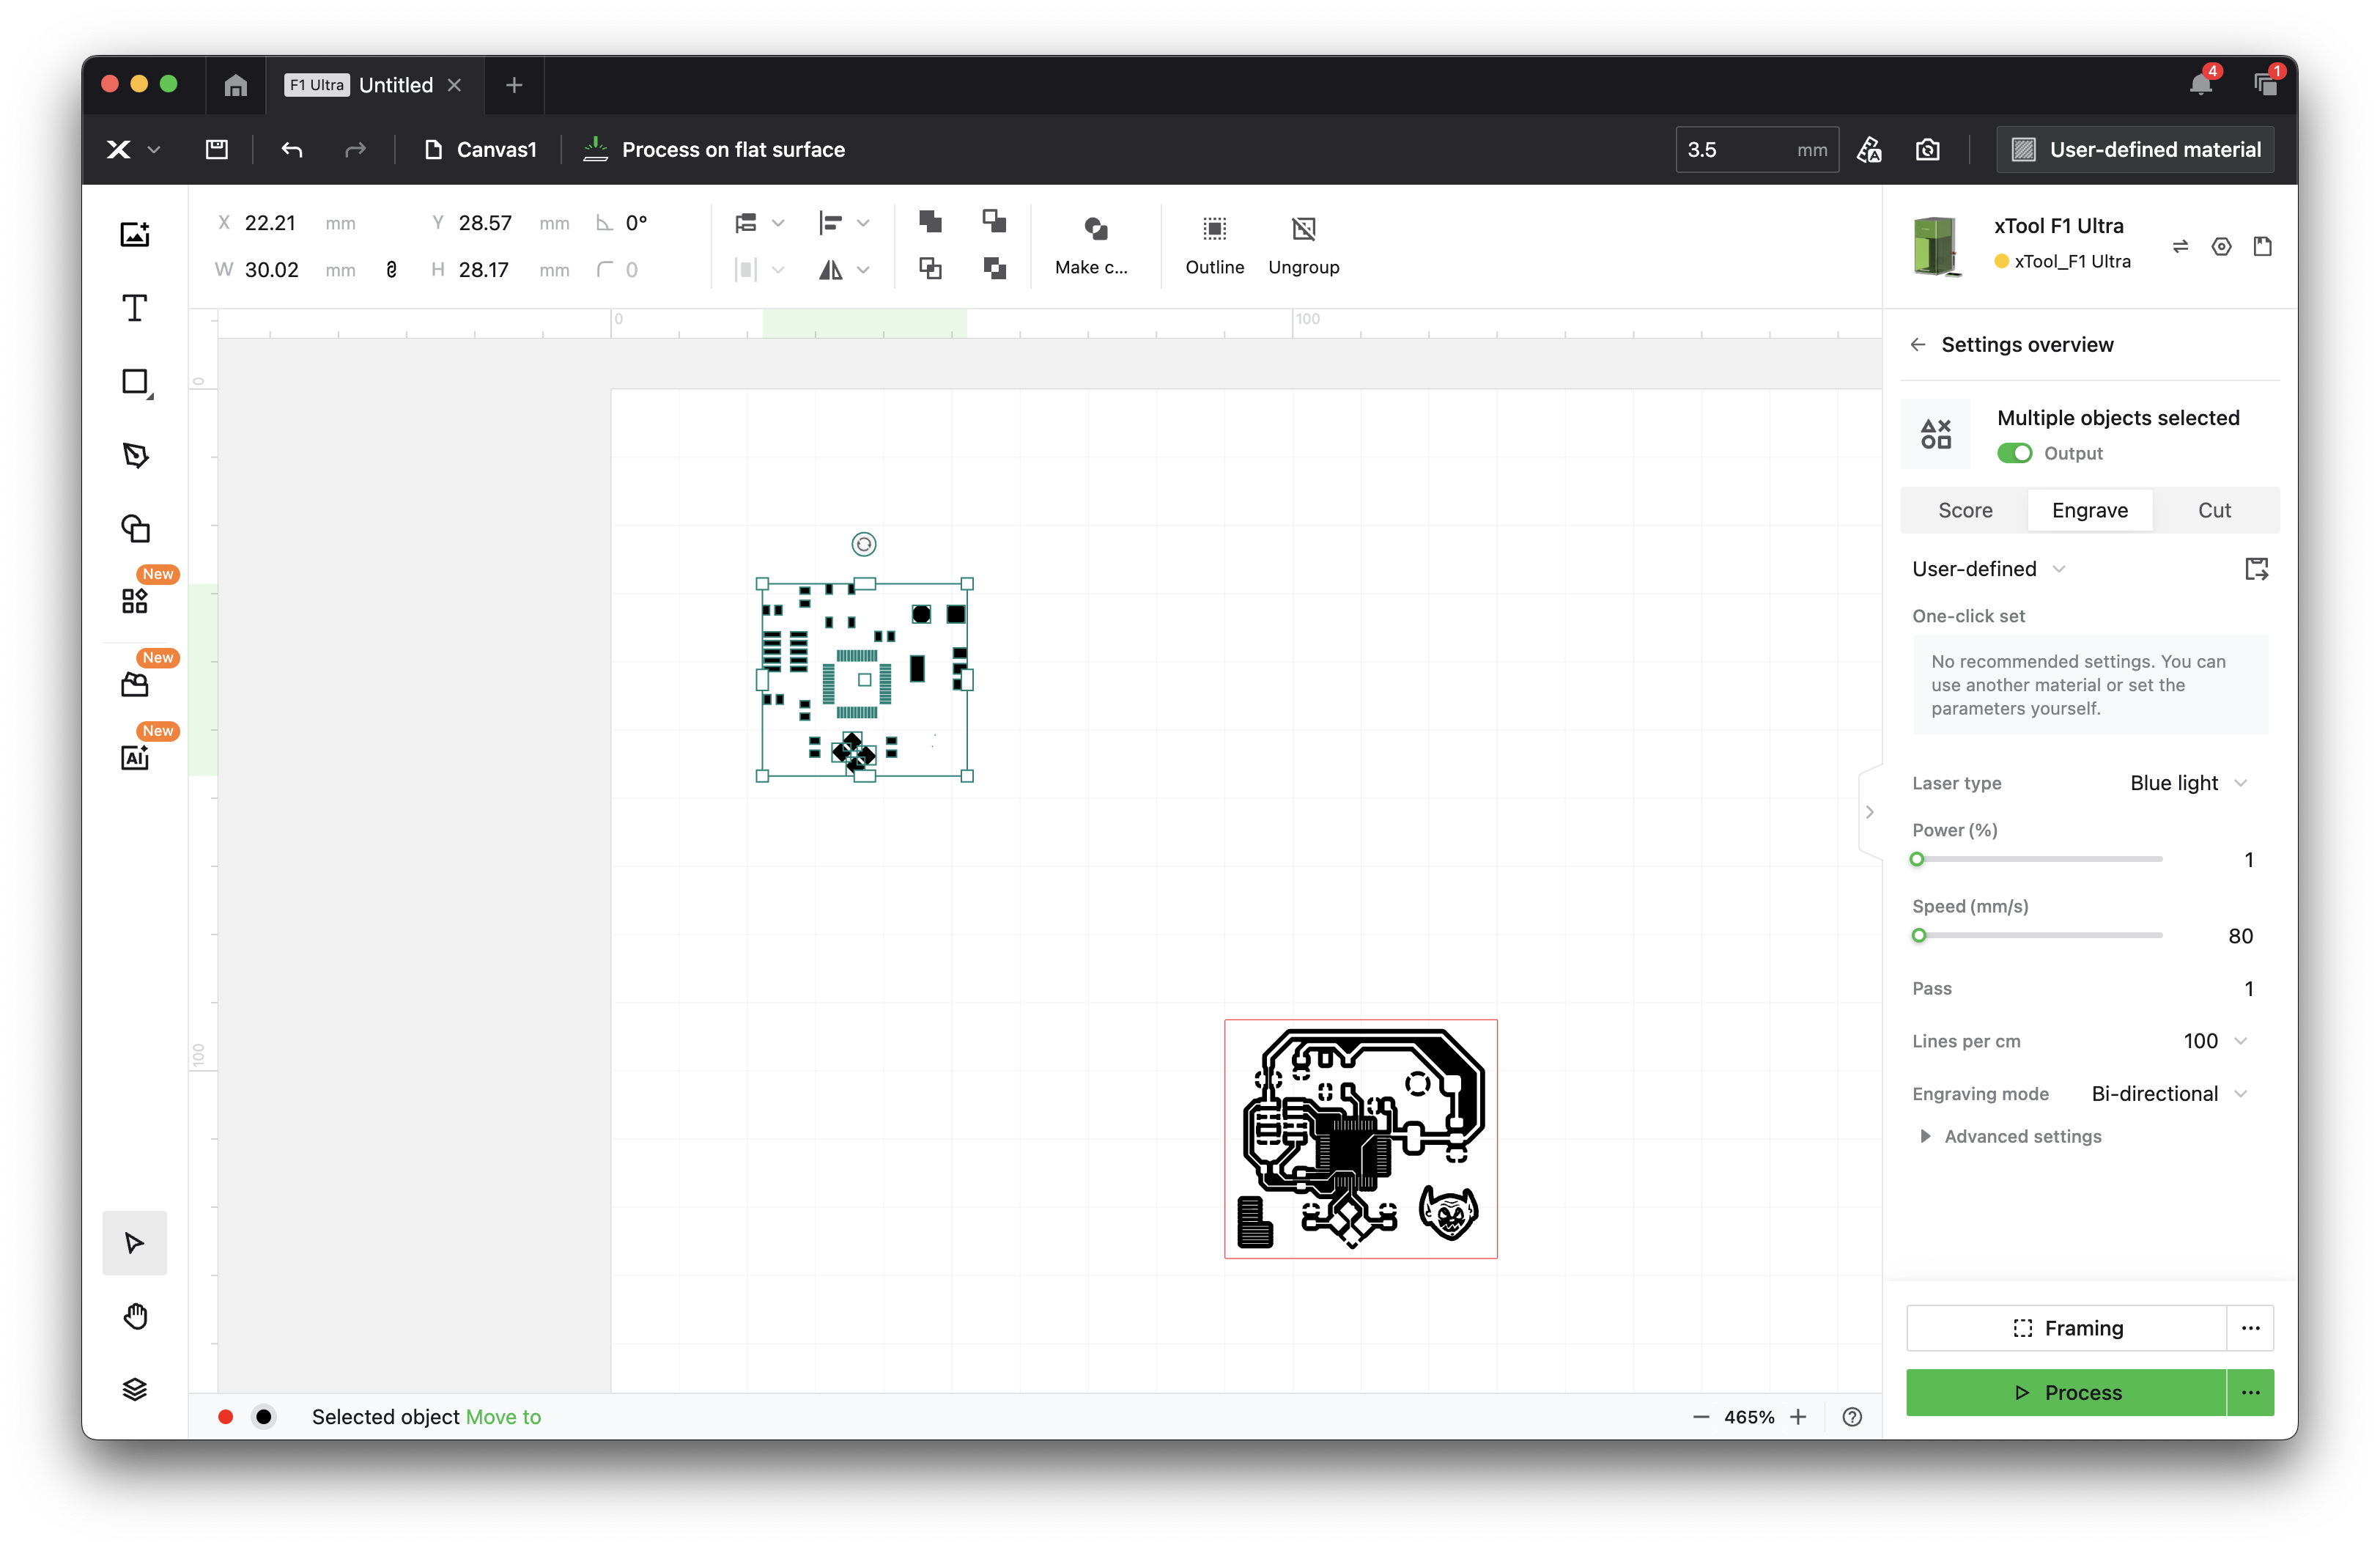 F1 Ultra Untitled
4
1
Canvas1
Process on flat surface
3.5 mm
User-defined material
X 22.21 mm Y 28.57 mm 0°
W 30.02 mm H 28.17 mm 0
Make c...
Outline
Ungroup
xTool F1 Ultra
xTool_F1 Ultra
0
100
0
100
New
New
New
AI
Settings overview
Multiple objects selected
Output
Score
Engrave
Cut
User-defined
One-click set
No recommended settings. You can
use another material or set the
parameters yourself.
Laser type Blue light
Power (%)
1
Speed (mm/s)
80
Pass 1
Lines per cm 100
Engraving mode Bi-directional
Advanced settings
Framing
Process
Selected object Move to
465%